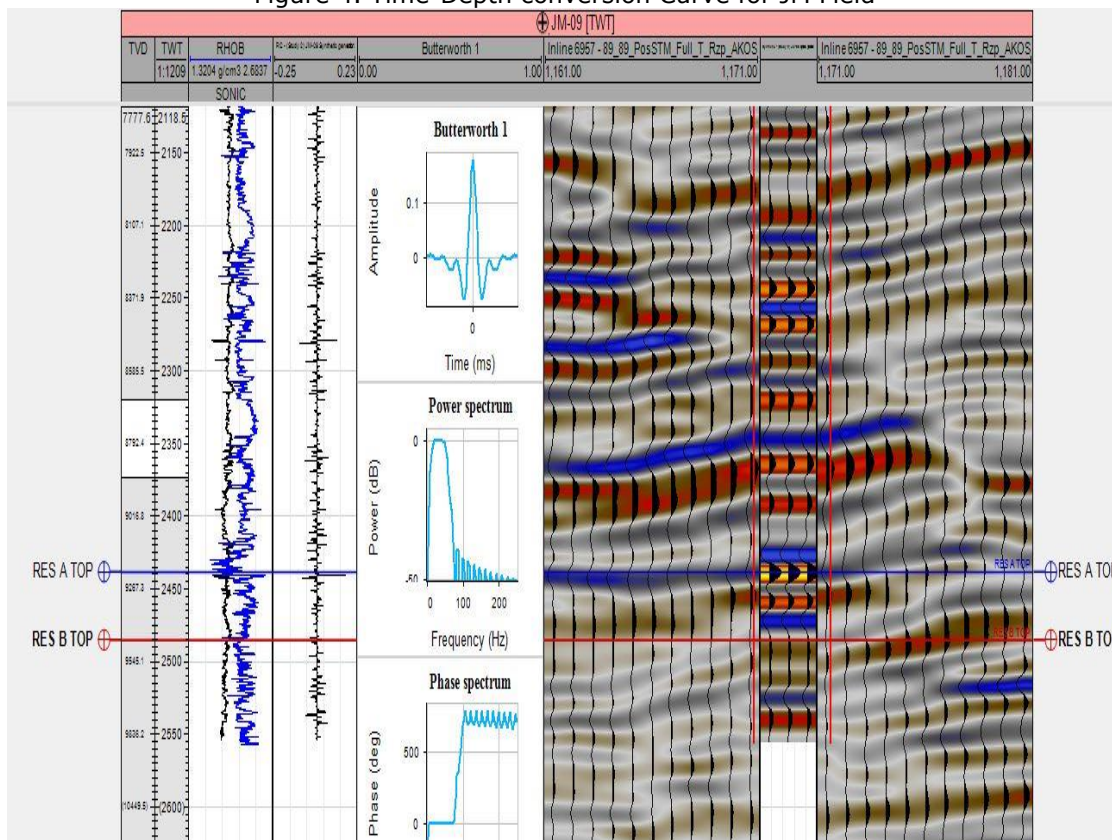 Figure 4: Time-Depth conversion Curve for JM Field
JM-09 [TWT]
TVD TWT RHOB Butterworth 1 Inline 6957 - 89_89_PosSTM_Full_T_Rzp_AKOS Inline 6957 - 89_89_PosSTM_Full_T_Rzp_AKOS
1:1209 1.3204 g/cm3 2.6837 -0.25 0.23 0.00 1.00 1,161.00 1,171.00 1,171.00 1,181.00
SONIC
7777.6 2118.5
7922.5 2150
8107.1 2200
8371.9 2250
8585.5 2300
8790.4 2350
9016.8 2400
9267.3 2450
9545.1 2500
2550
(10449.5) (2600)
Butterworth 1
Amplitude
0.1
0
0
Time (ms)
Power spectrum
Power (dB)
0
-50
0 100 200
Frequency (Hz)
Phase spectrum
Phase (deg)
500
0
RES A TOP
RES A TOP
RES A TO
RES B TOP
RES B TOP
RES B TO